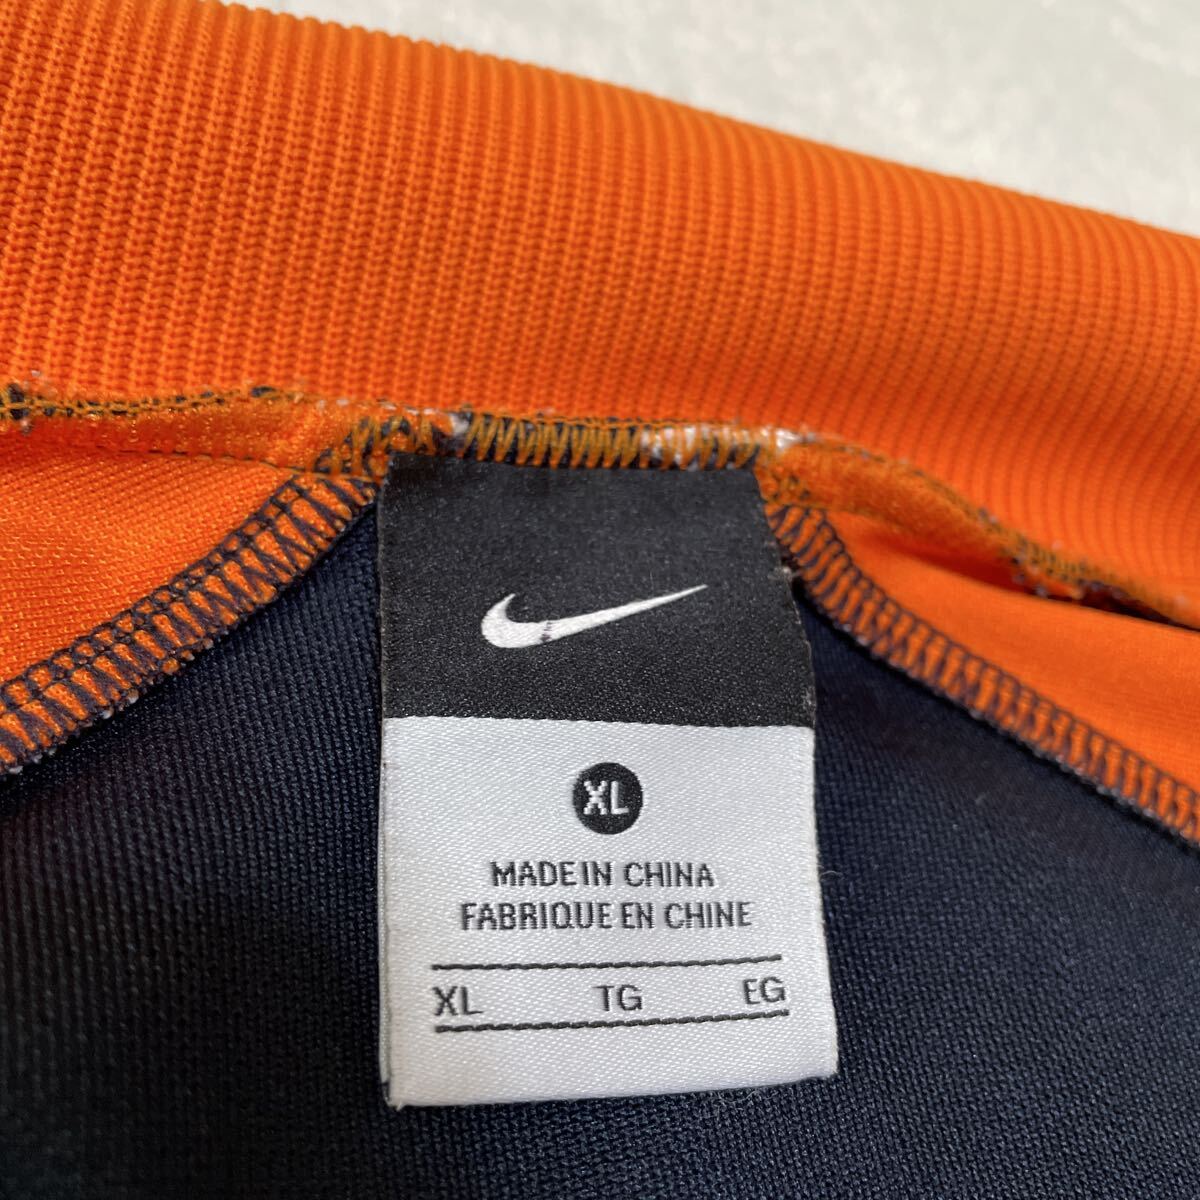 XL
MADE IN CHINA
FABRIQUE EN CHINE
XL TG EG